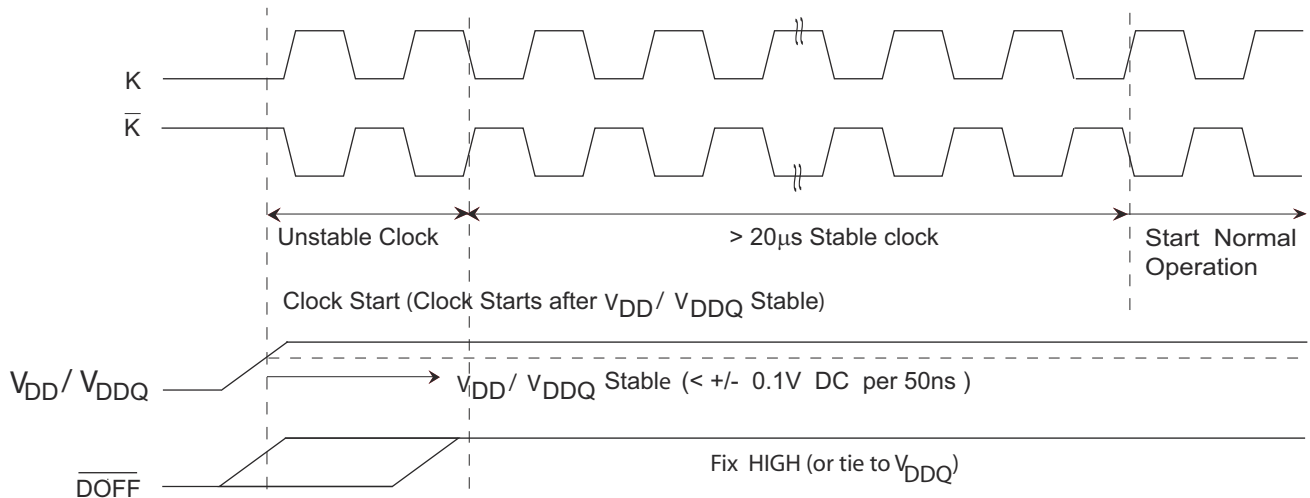 K
K
Unstable Clock
> 20µs Stable clock
Start Normal
Operation
Clock Start (Clock Starts after VDD / VDDQ Stable)
VDD / VDDQ
VDD / VDDQ Stable (< +/- 0.1V DC per 50ns )
DOFF
Fix HIGH (or tie to VDDQ)